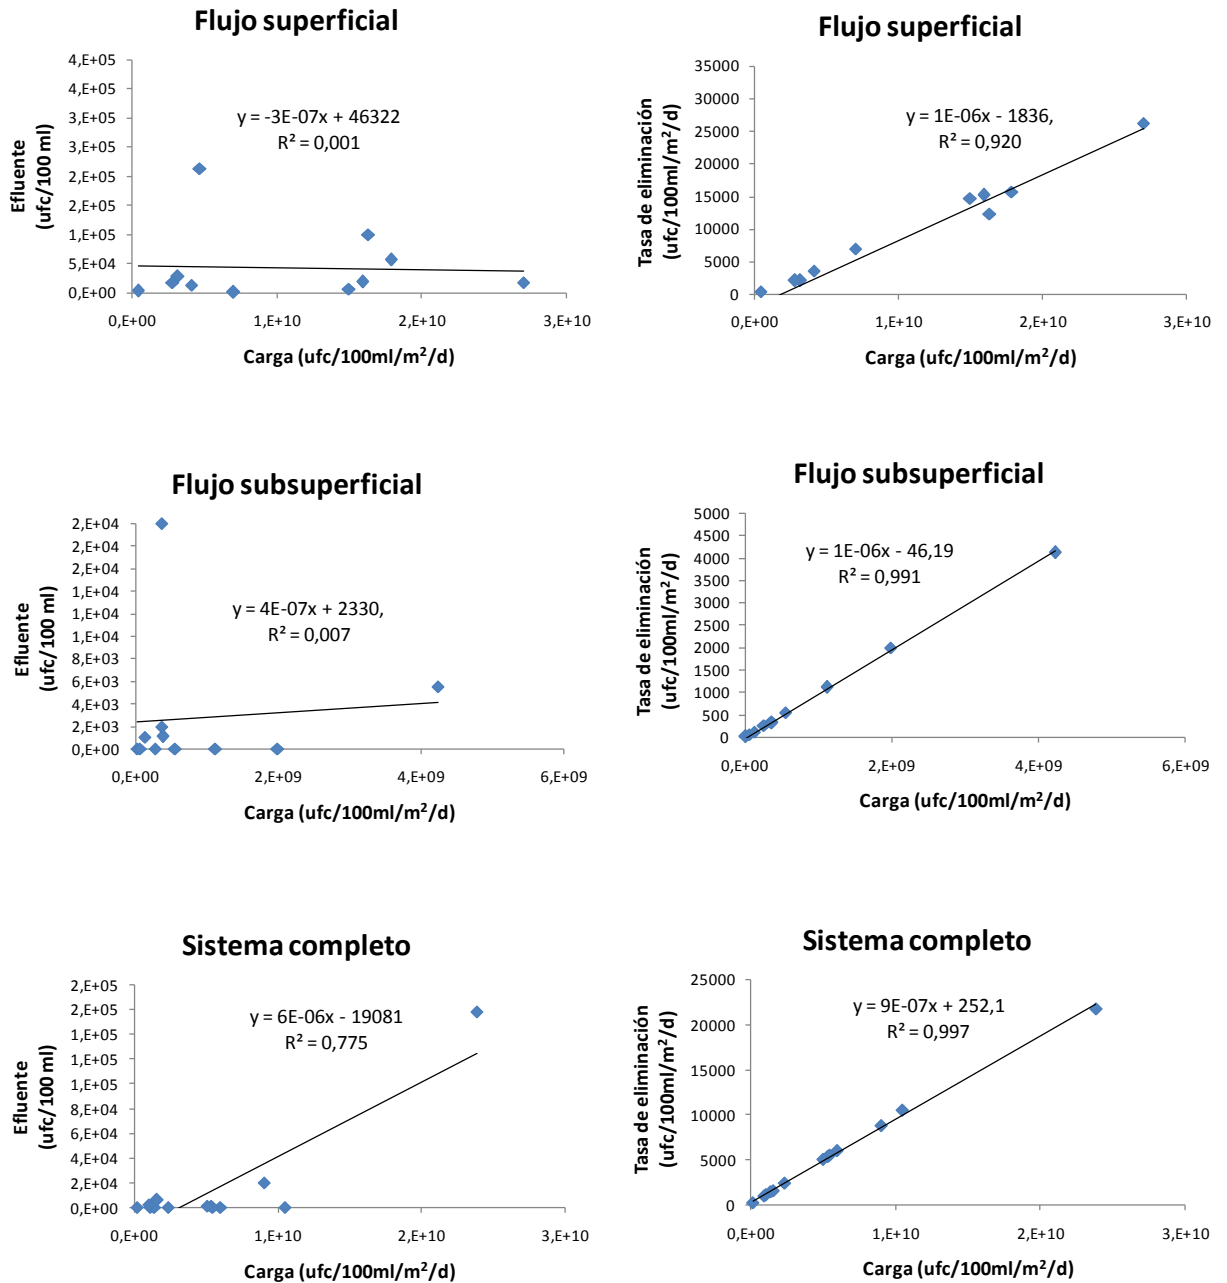 Flujo superficial
4,E+05
4,E+05
3,E+05
3,E+05
2,E+05
2,E+05
1,E+05
5,E+04
0,E+00
Efluente
(ufc/100 ml)
y = -3E-07x + 46322
R² = 0,001
0,E+00 1,E+10 2,E+10 3,E+10
Carga (ufc/100ml/m²/d)
Flujo superficial
35000
30000
25000
20000
15000
10000
5000
0
Tasa de eliminación
(ufc/100ml/m²/d)
y = 1E-06x - 1836,
R² = 0,920
0,E+00 1,E+10 2,E+10 3,E+10
Carga (ufc/100ml/m²/d)
Flujo subsuperficial
2,E+04
2,E+04
2,E+04
1,E+04
1,E+04
1,E+04
8,E+03
6,E+03
4,E+03
2,E+03
0,E+00
Efluente
(ufc/100 ml)
y = 4E-07x + 2330,
R² = 0,007
0,E+00 2,E+09 4,E+09 6,E+09
Carga (ufc/100ml/m²/d)
Flujo subsuperficial
5000
4500
4000
3500
3000
2500
2000
1500
1000
500
0
Tasa de eliminación
(ufc/100ml/m²/d)
y = 1E-06x - 46,19
R² = 0,991
0,E+00 2,E+09 4,E+09 6,E+09
Carga (ufc/100ml/m²/d)
Sistema completo
2,E+05
2,E+05
1,E+05
1,E+05
1,E+05
8,E+04
6,E+04
4,E+04
2,E+04
0,E+00
Efluente
(ufc/100 ml)
y = 6E-06x - 19081
R² = 0,775
0,E+00 1,E+10 2,E+10 3,E+10
Carga (ufc/100ml/m²/d)
Sistema completo
25000
20000
15000
10000
5000
0
Tasa de eliminación
(ufc/100ml/m²/d)
y = 9E-07x + 252,1
R² = 0,997
0,E+00 1,E+10 2,E+10 3,E+10
Carga (ufc/100ml/m²/d)